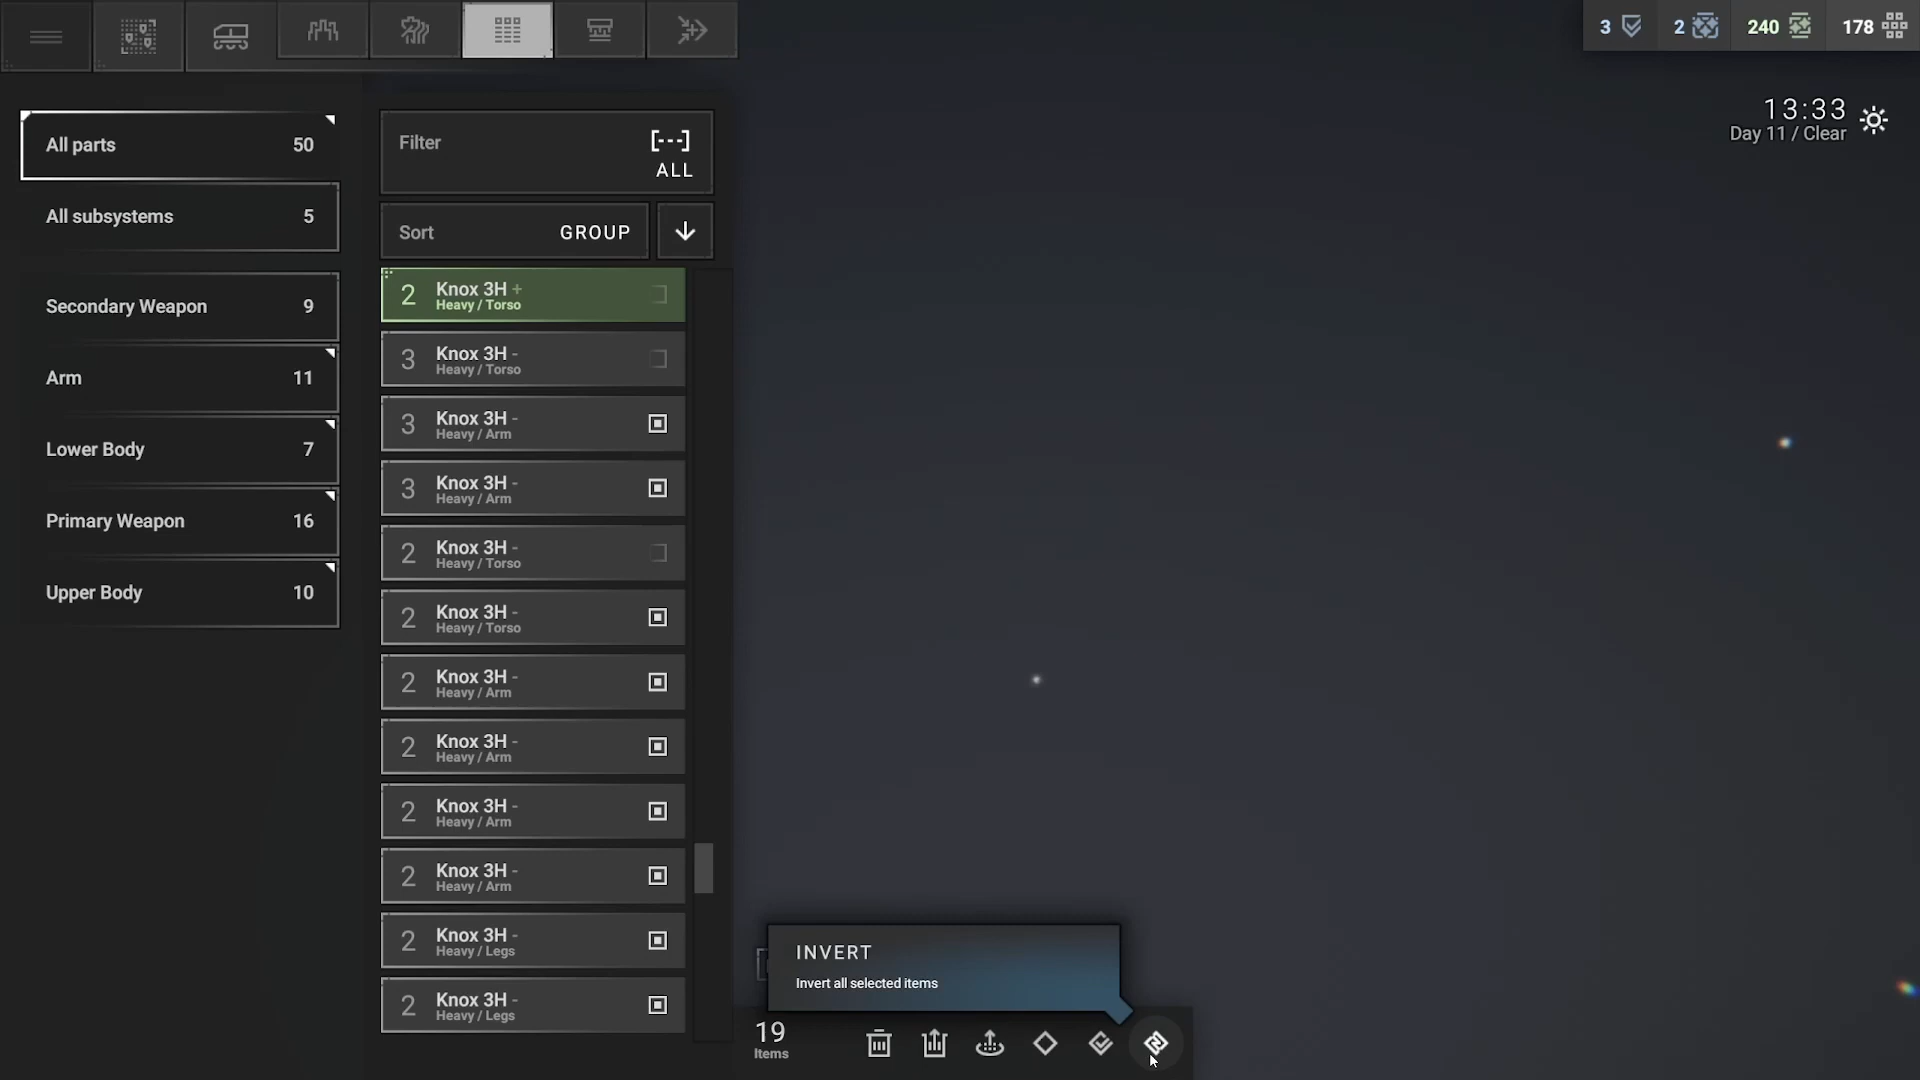 3
2
240
178
13:33
Day 11 / Clear
All parts 50
All subsystems 5
Secondary Weapon 9
Arm 11
Lower Body 7
Primary Weapon 16
Upper Body 10
Filter
[---]
ALL
Sort GROUP
2 Knox 3H +
Heavy / Torso
3 Knox 3H -
Heavy / Torso
3 Knox 3H -
Heavy / Arm
3 Knox 3H -
Heavy / Arm
2 Knox 3H -
Heavy / Torso
2 Knox 3H -
Heavy / Torso
2 Knox 3H -
Heavy / Arm
2 Knox 3H -
Heavy / Arm
2 Knox 3H -
Heavy / Arm
2 Knox 3H -
Heavy / Arm
2 Knox 3H -
Heavy / Legs
2 Knox 3H -
Heavy / Legs
INVERT
Invert all selected items
19
Items